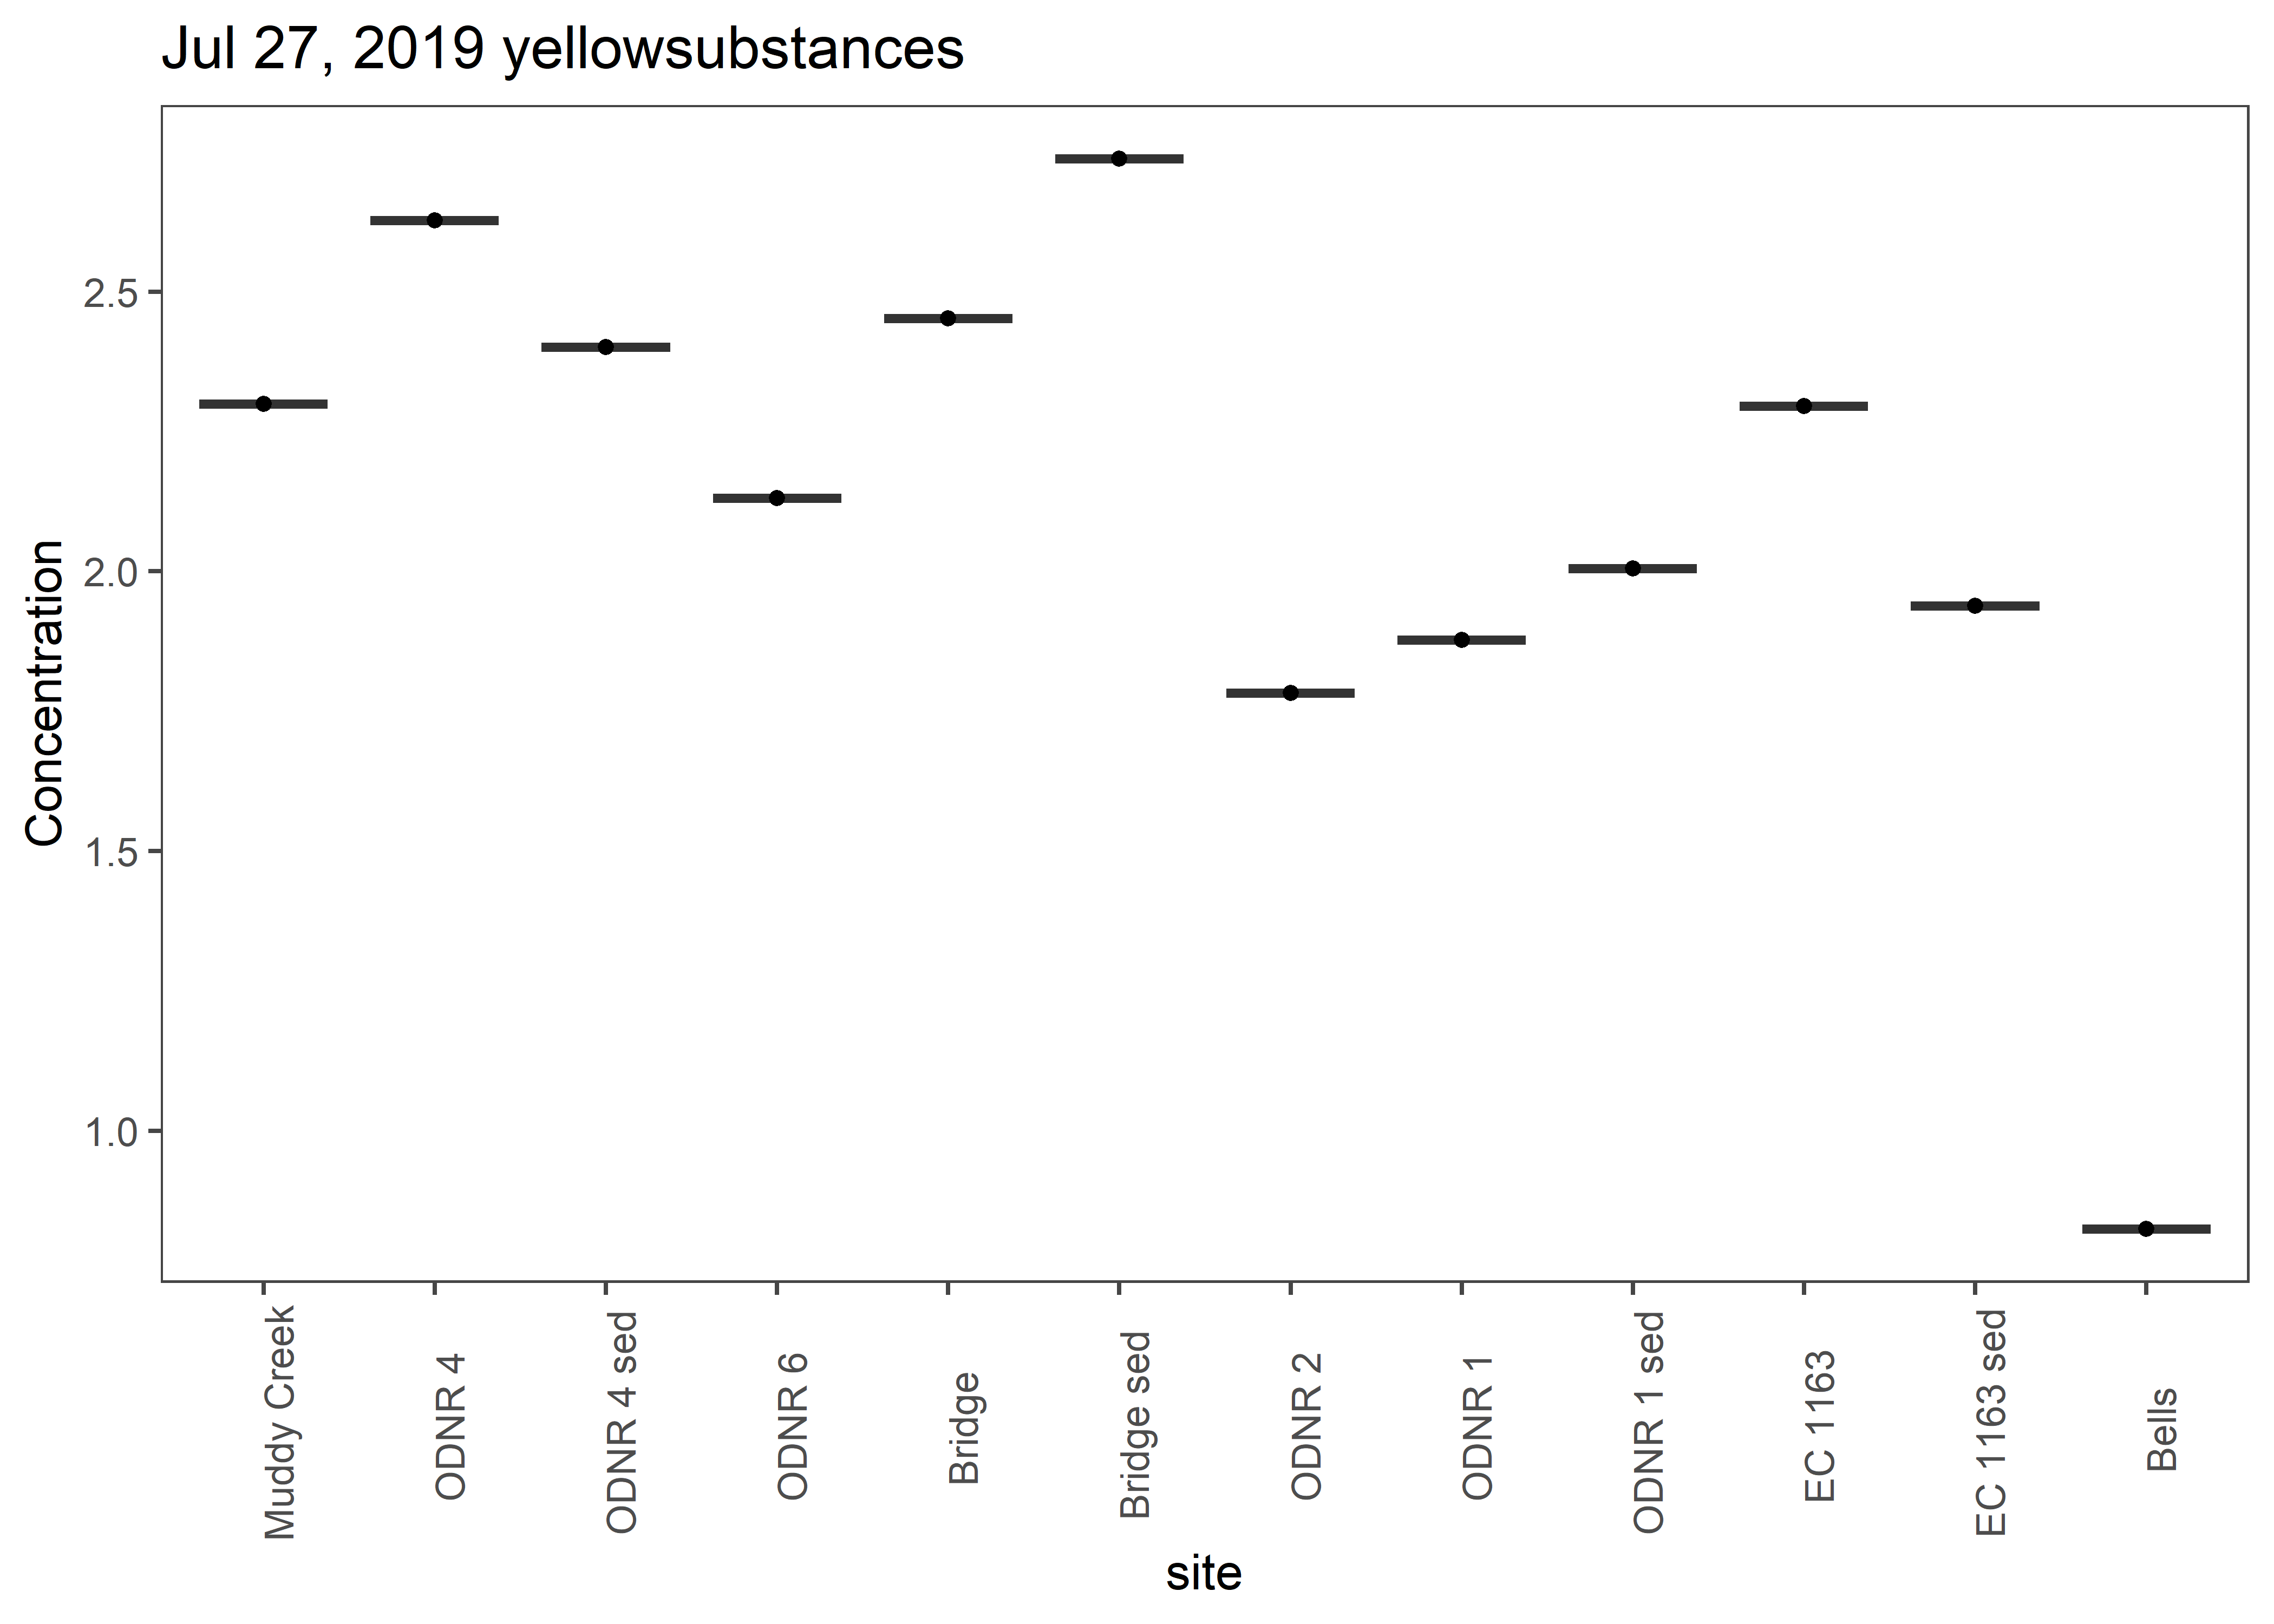 Jul 27, 2019 yellowsubstances
Concentration
2.5
2.0
1.5
1.0
Muddy Creek
ODNR 4
ODNR 4 sed
ODNR 6
Bridge
Bridge sed
ODNR 2
ODNR 1
ODNR 1 sed
EC 1163
EC 1163 sed
Bells
site